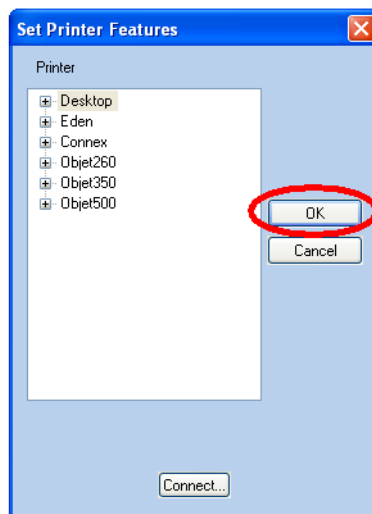 Set Printer Features
Printer
Desktop
Eden
Connex
Objet260
Objet350
Objet500
OK
Cancel
Connect...